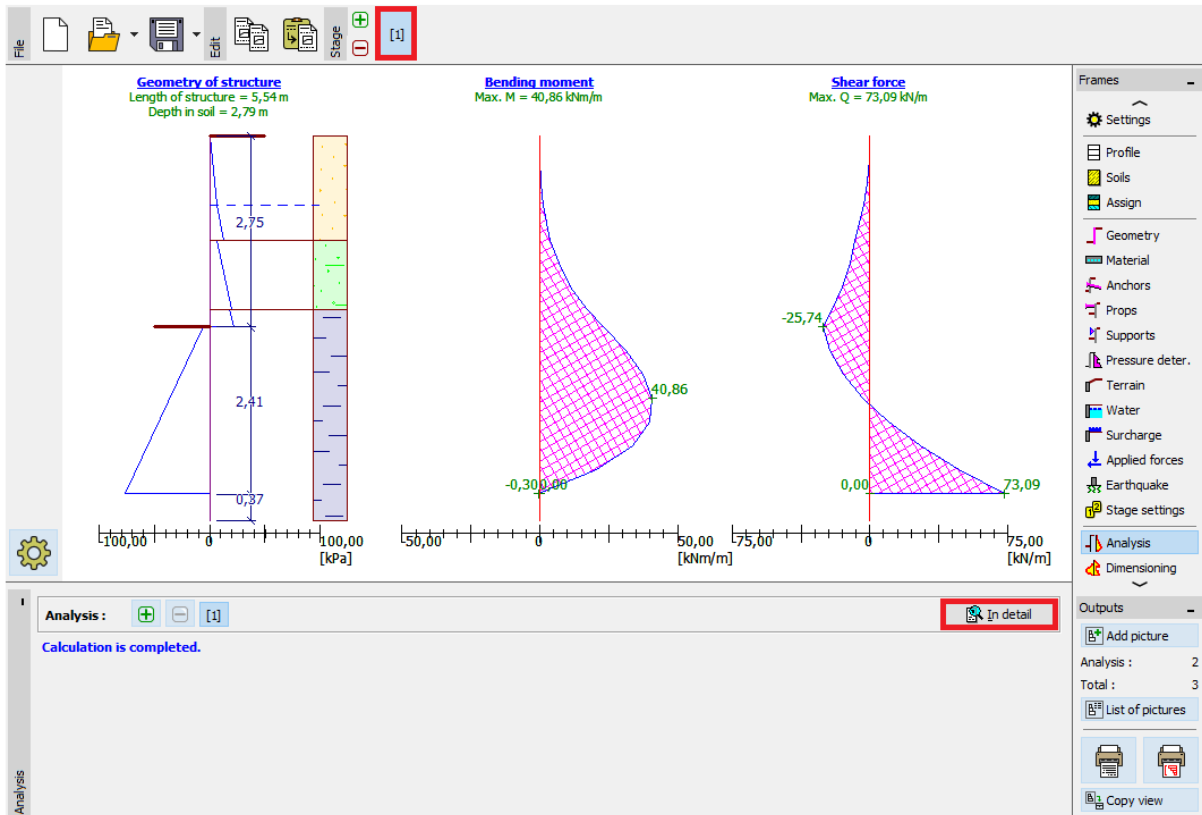 File
Edit
Stage
[1]
Geometry of structure
Length of structure = 5,54 m
Depth in soil = 2,79 m
2,75
2,41
0,37
-100,00 0 100,00
[kPa]
Bending moment
Max. M = 40,86 kNm/m
40,86
-0,30 0,00
-50,00 0 50,00
[kNm/m]
Shear force
Max. Q = 73,09 kN/m
-25,74
0,00 73,09
-75,00 0 75,00
[kN/m]
Frames
Settings
Profile
Soils
Assign
Geometry
Material
Anchors
Props
Supports
Pressure deter.
Terrain
Water
Surcharge
Applied forces
Earthquake
Stage settings
Analysis
Dimensioning
Analysis
Analysis :
[1]
In detail
Calculation is completed.
Outputs
Add picture
Analysis : 2
Total : 3
List of pictures
Copy view